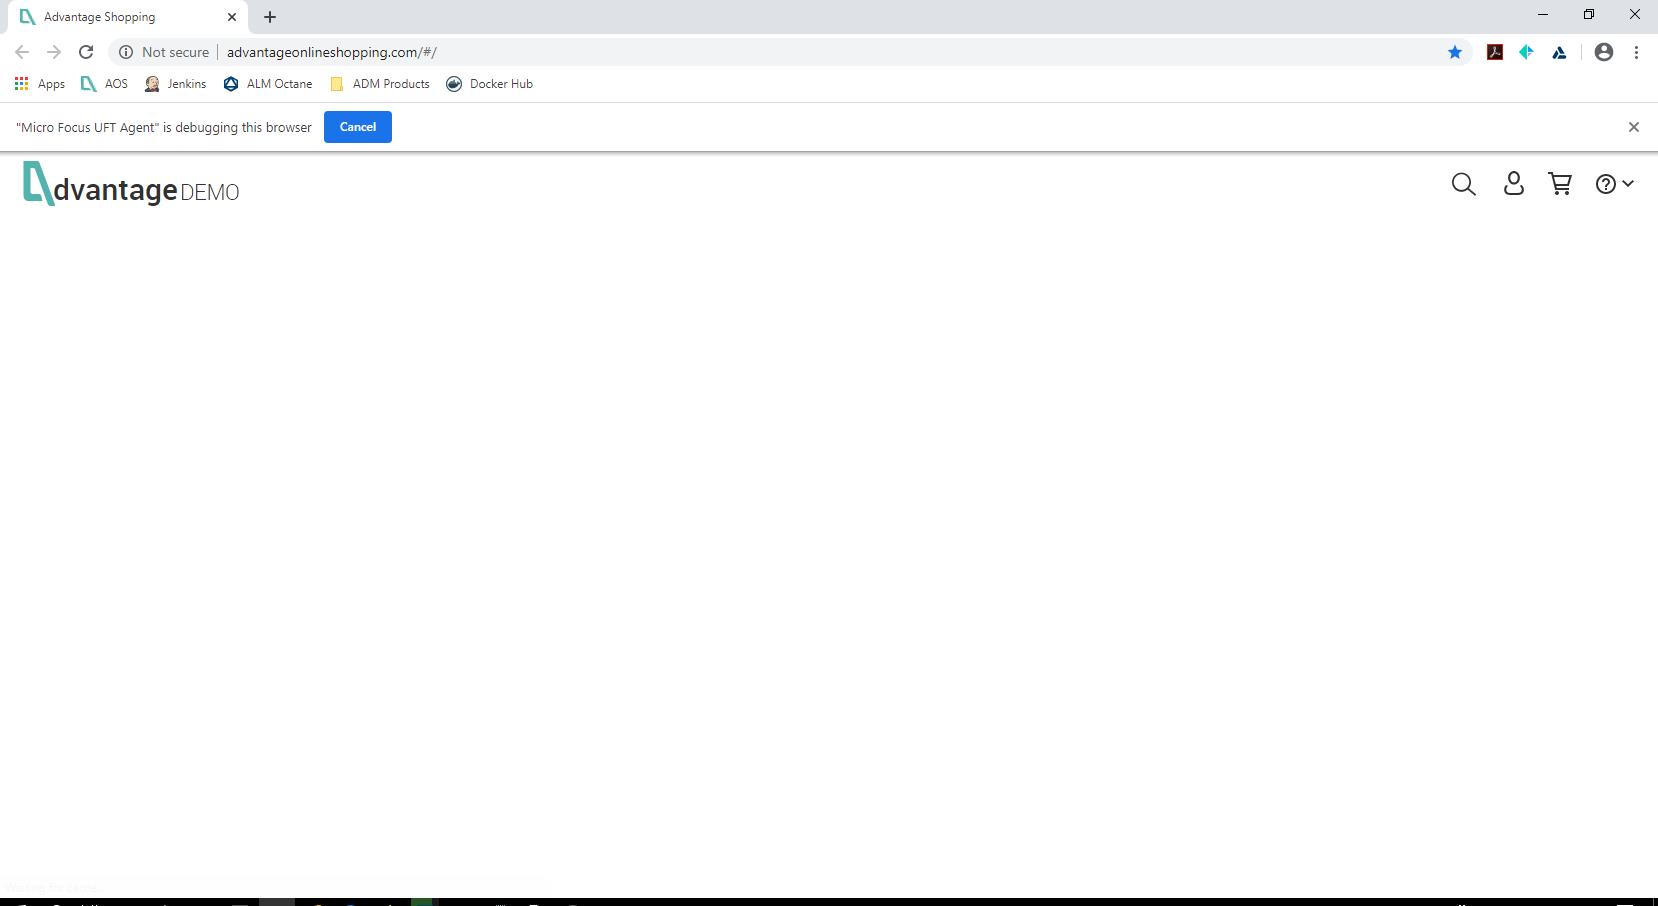 Advantage Shopping
Not secure advantageonlineshopping.com/#/
Apps AOS Jenkins ALM Octane ADM Products Docker Hub
"Micro Focus UFT Agent" is debugging this browser Cancel
dvantage DEMO